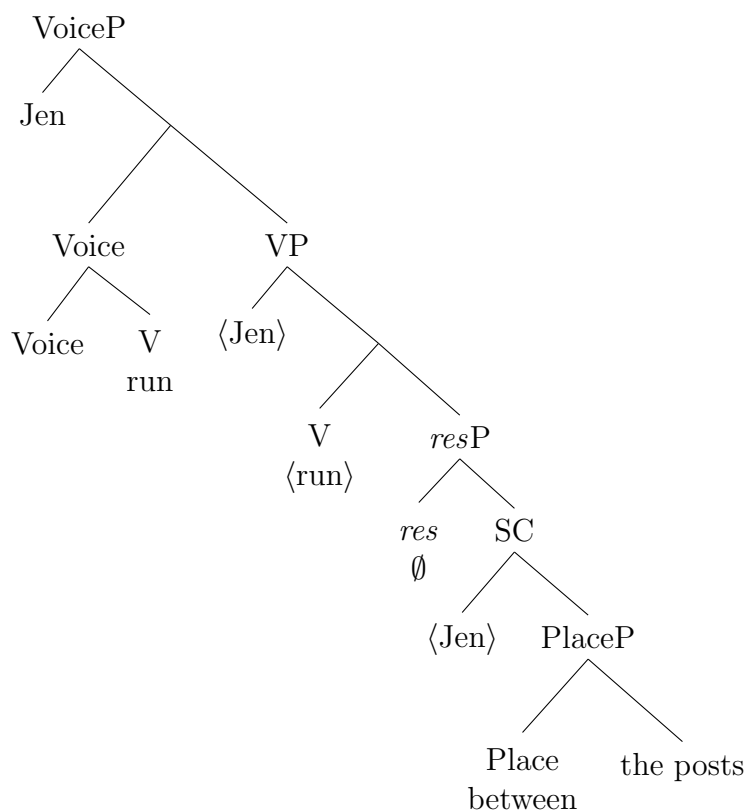 VoiceP
Jen
Voice VP
Voice V ⟨Jen⟩
run
V resP
⟨run⟩
res SC
∅
⟨Jen⟩ PlaceP
Place the posts
between